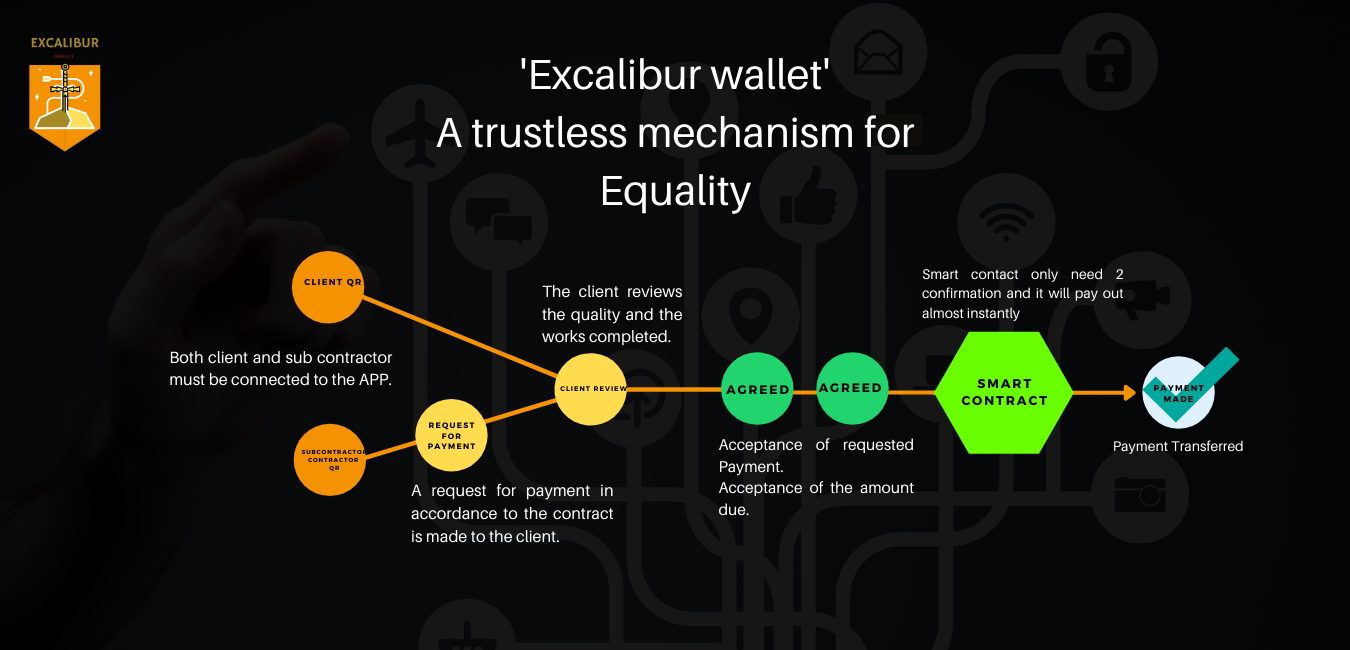 EXCALIBUR
WALLET
'Excalibur wallet'
A trustless mechanism for
Equality
CLIENT QR
Both client and sub contractor
must be connected to the APP.
SUBCONTRACTOR
CONTRACTOR
QR
REQUEST
FOR
PAYMENT
A request for payment in
accordance to the contract
is made to the client.
The client reviews
the quality and the
works completed.
CLIENT REVIEW
AGREED
AGREED
Acceptance of requested
Payment.
Acceptance of the amount
due.
Smart contact only need 2
confirmation and it will pay out
almost instantly
SMART
CONTRACT
PAYMENT
MADE
Payment Transferred